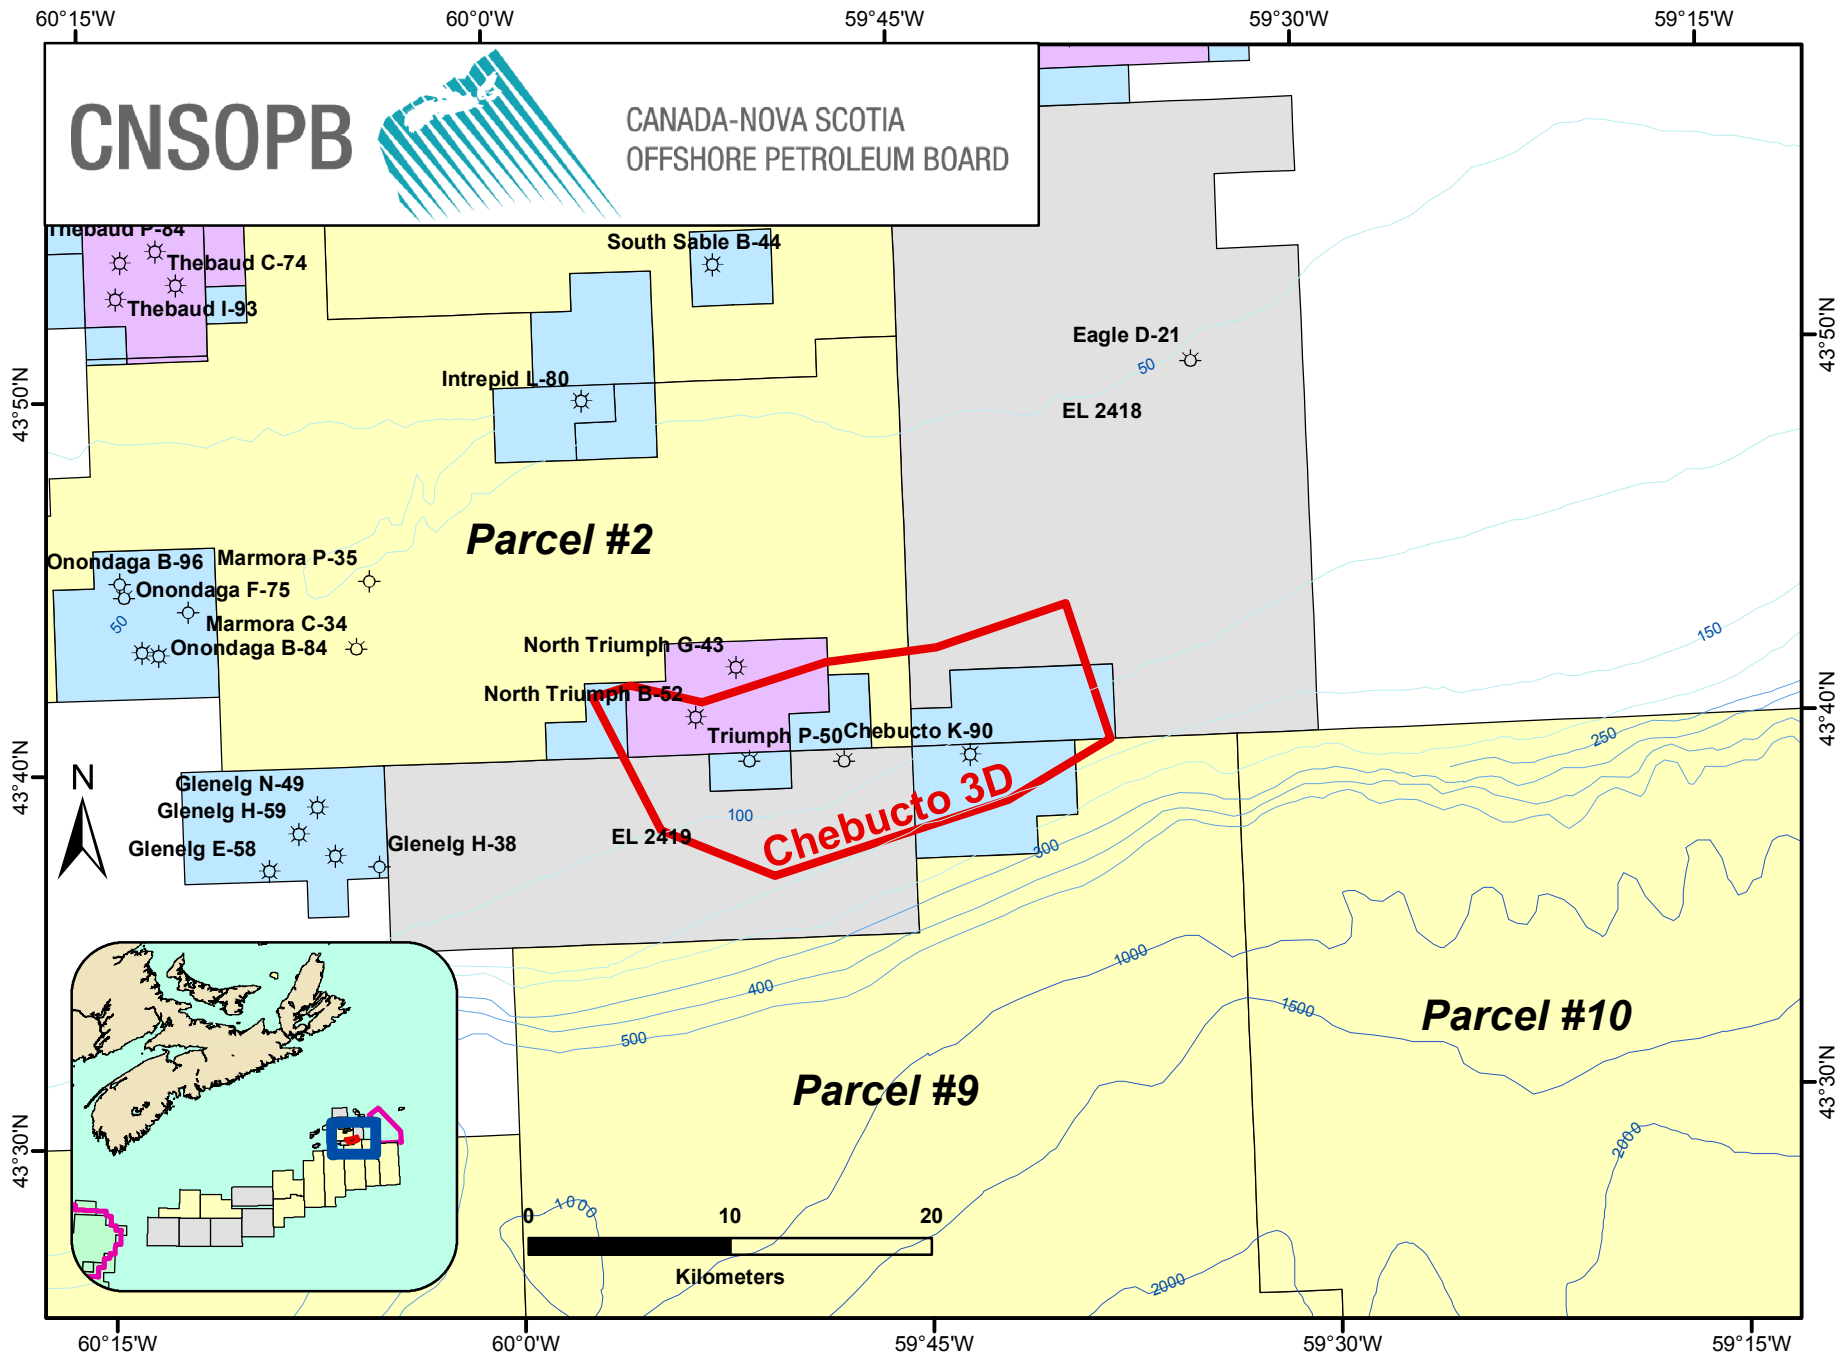 60°15'W
60°0'W
59°45'W
59°30'W
59°15'W
CNSOPB
CANADA-NOVA SCOTIA
OFFSHORE PETROLEUM BOARD
Thebaud P-84
Thebaud C-74
Thebaud I-93
South Sable B-44
Eagle D-21
50
EL 2418
43°50'N
43°50'N
Intrepid L-80
Parcel #2
Onondaga B-96
Marmora P-35
Onondaga F-75
50
Marmora C-34
Onondaga B-84
North Triumph G-43
150
North Triumph B-52
Triumph P-50
Chebucto K-90
250
43°40'N
43°40'N
N
Glenelg N-49
Glenelg H-59
Glenelg E-58
Glenelg H-38
100
EL 2419
Chebucto 3D
300
1000
400
500
1500
Parcel #10
Parcel #9
43°30'N
43°30'N
2000
1000
0
10
20
Kilometers
2000
60°15'W
60°0'W
59°45'W
59°30'W
59°15'W